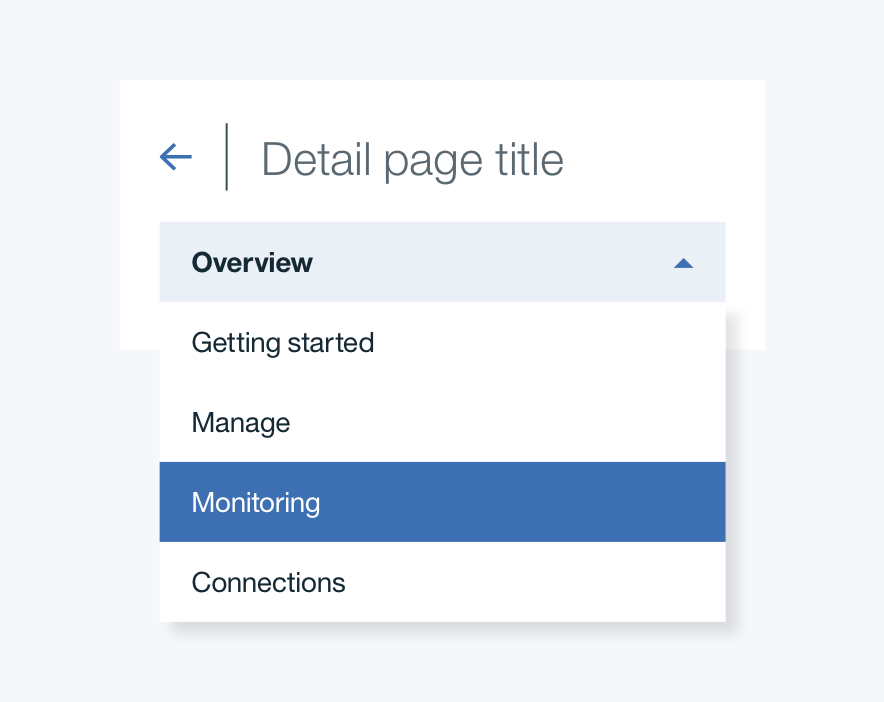 Detail page title
Overview
Getting started
Manage
Monitoring
Connections